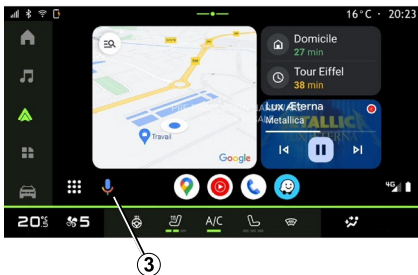 16°C · 20:23
Domicile
27 min
Tour Eiffel
38 min
Travail
Google
Lux Æterna
Metallica
4G
20.5
5
A/C
3